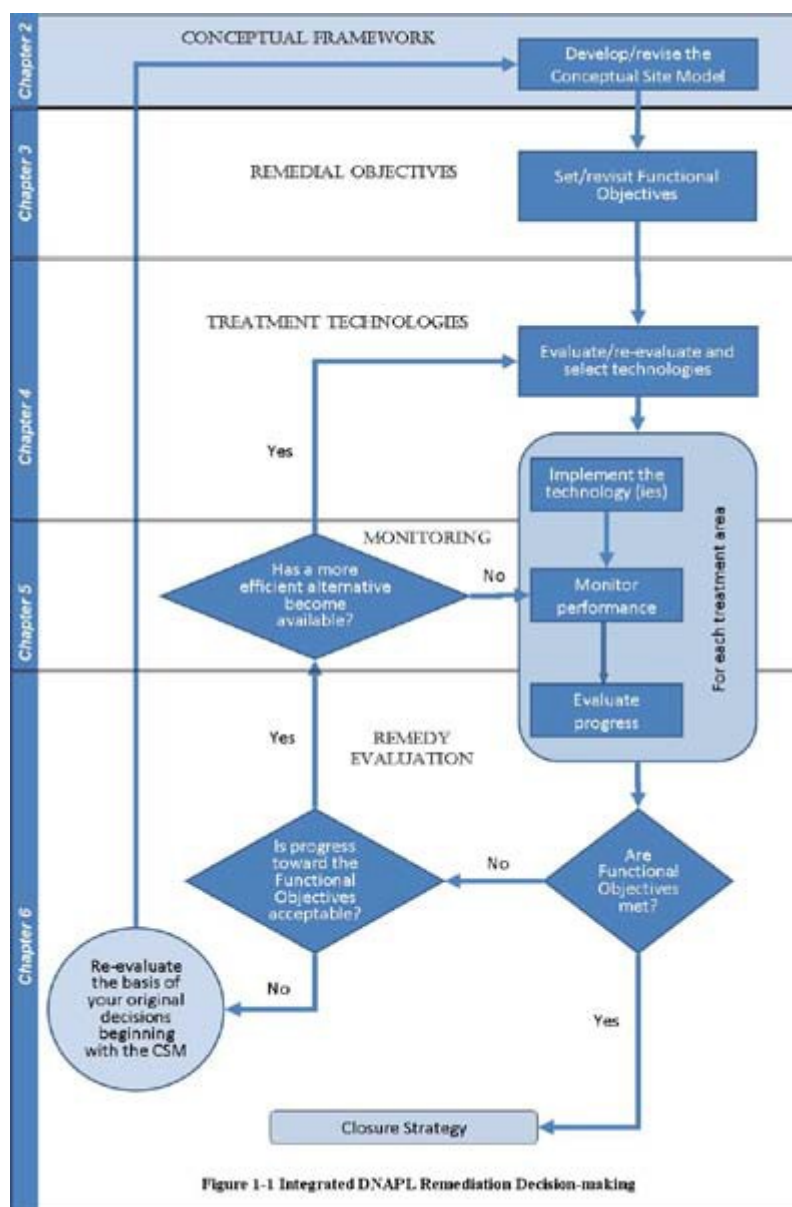 Chapter 2
CONCEPTUAL FRAMEWORK
Develop/revise the
Conceptual Site Model
Chapter 3
REMEDIAL OBJECTIVES
Set/revisit Functional
Objectives
Chapter 4
TREATMENT TECHNOLOGIES
Evaluate/re-evaluate and
select technologies
Yes
Implement the
technology (ies)
For each treatment area
Chapter 5
MONITORING
Has a more
efficient alternative
become
available?
No
Monitor
performance
Evaluate
progress
Chapter 6
Yes
REMEDY
EVALUATION
Is progress
toward the
Functional
Objectives
acceptable?
No
Are
Functional
Objectives
met?
Re-evaluate
the basis of
your original
decisions
beginning
with the CSM
No
Yes
Closure Strategy
Figure 1-1 Integrated DNAPL Remediation Decision-making